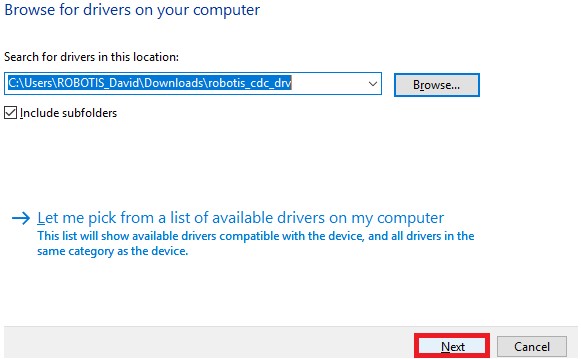 Browse for drivers on your computer
Search for drivers in this location:
C:\Users\ROBOTIS_David\Downloads\robotis_cdc_drv
Browse...
Include subfolders
Let me pick from a list of available drivers on my computer
This list will show available drivers compatible with the device, and all drivers in the
same category as the device.
Next
Cancel